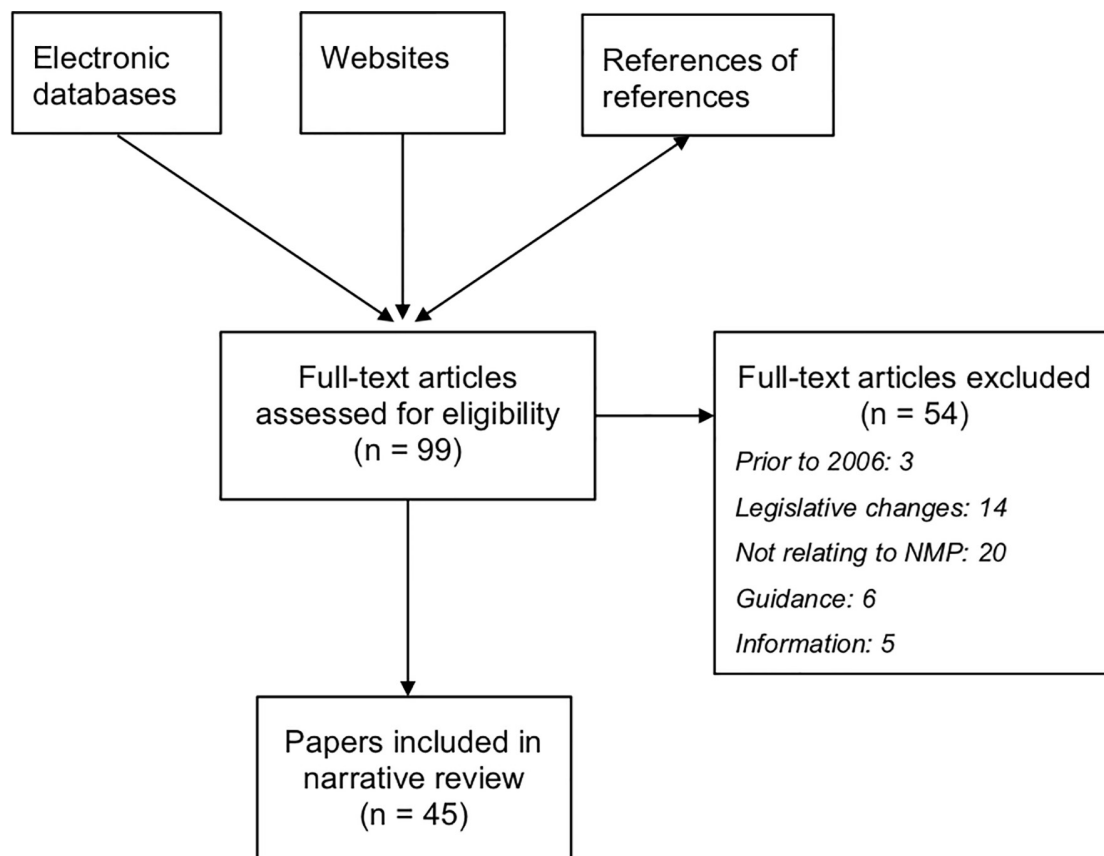 Electronic
databases
Websites
References of
references
Full-text articles
assessed for eligibility
(n = 99)
Full-text articles excluded
(n = 54)
Prior to 2006: 3
Legislative changes: 14
Not relating to NMP: 20
Guidance: 6
Information: 5
Papers included in
narrative review
(n = 45)